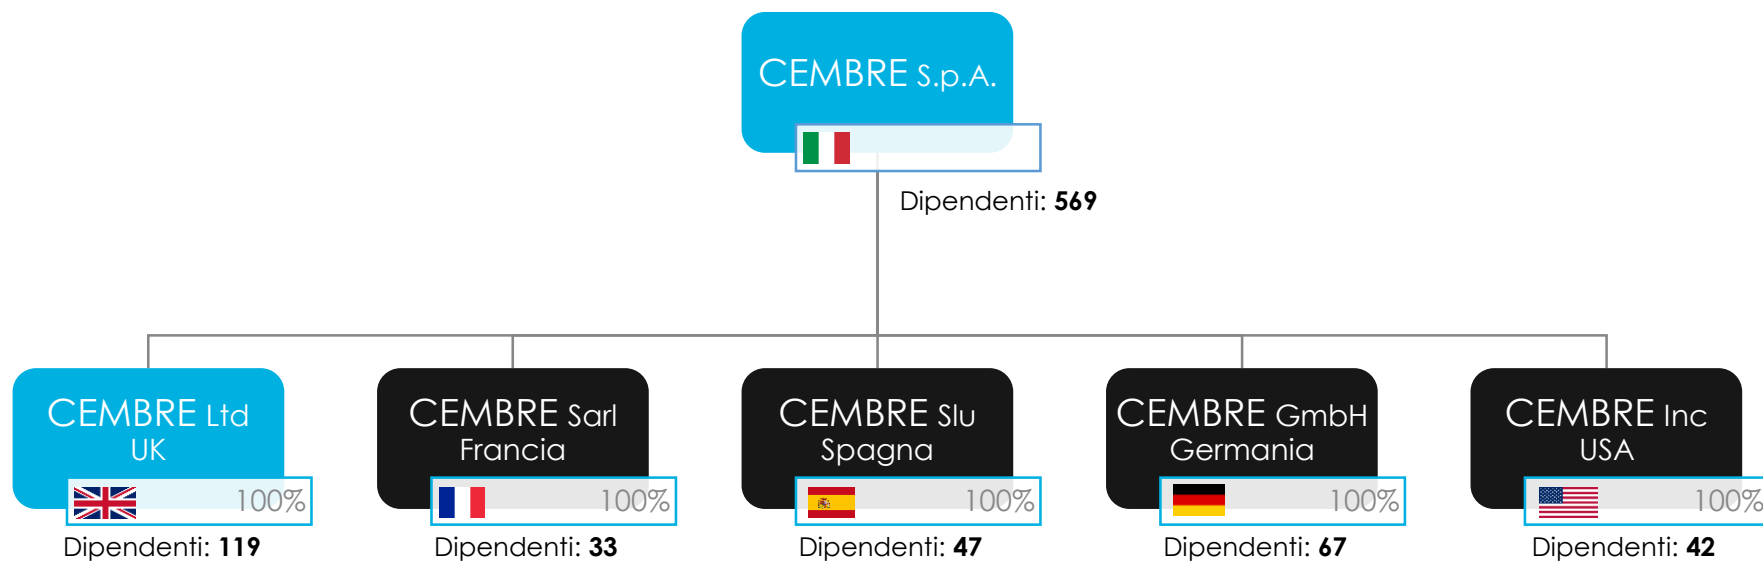 CEMBRE S.p.A.
Dipendenti: 569
CEMBRE Ltd
UK
100%
Dipendenti: 119
CEMBRE Sarl
Francia
100%
Dipendenti: 33
CEMBRE Slu
Spagna
100%
Dipendenti: 47
CEMBRE GmbH
Germania
100%
Dipendenti: 67
CEMBRE Inc
USA
100%
Dipendenti: 42